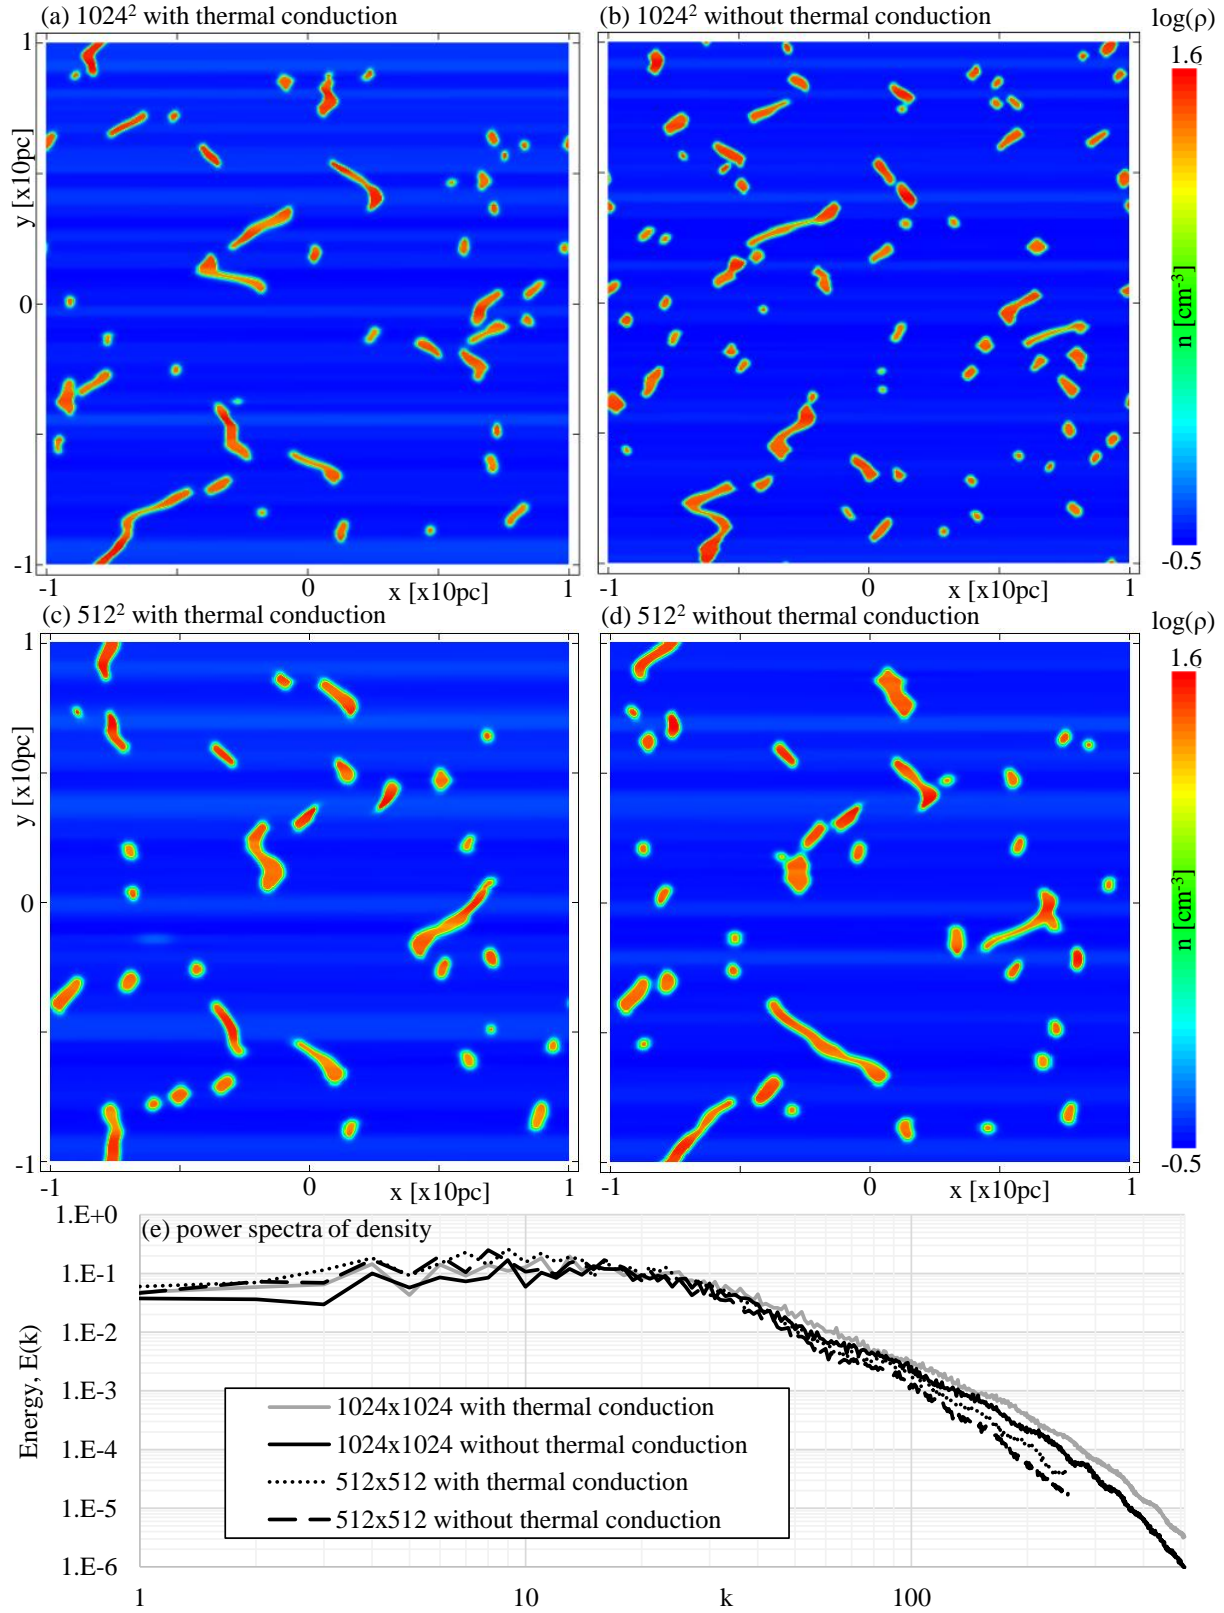 (a) 1024² with thermal conduction
(b) 1024² without thermal conduction
log(ρ)
1.6
n [cm⁻³]
-0.5
1
0
-1
y [x10pc]
-1
0
1
x [x10pc]
-1
0
1
x [x10pc]
(c) 512² with thermal conduction
(d) 512² without thermal conduction
log(ρ)
1.6
n [cm⁻³]
-0.5
1
0
-1
y [x10pc]
-1
0
1
x [x10pc]
-1
0
1
x [x10pc]
(e) power spectra of density
1.E+0
1.E-1
1.E-2
1.E-3
1.E-4
1.E-5
1.E-6
Energy, E(k)
1024x1024 with thermal conduction
1024x1024 without thermal conduction
512x512 with thermal conduction
512x512 without thermal conduction
1
10
k
100